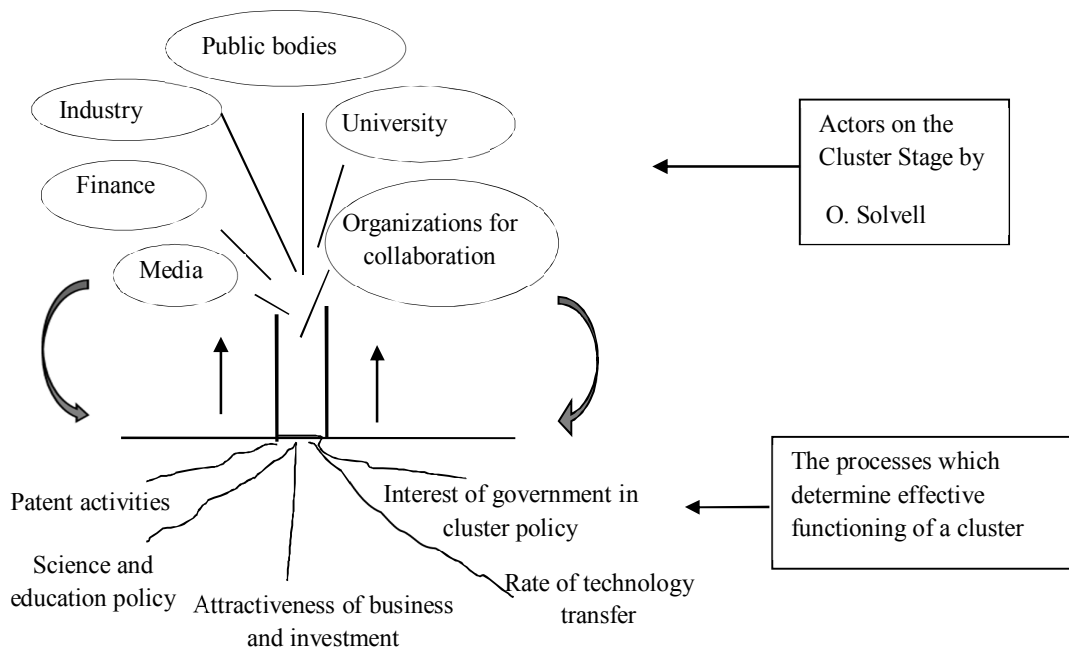 Public bodies
Industry
University
Finance
Organizations for
collaboration
Media
Actors on the
Cluster Stage by
O. Solvell
Patent activities
Interest of government in
cluster policy
Science and
education policy
Attractiveness of business
and investment
Rate of technology
transfer
The processes which
determine effective
functioning of a cluster